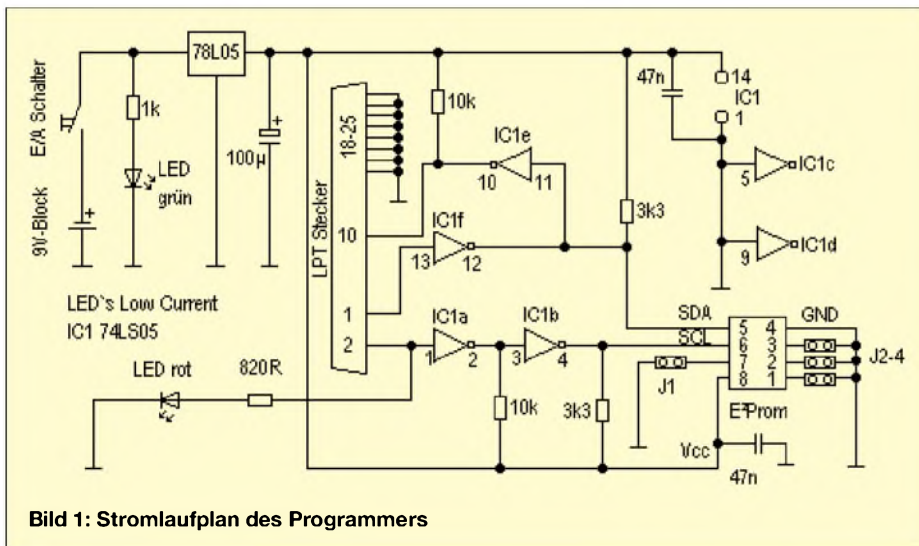 78L05
E/A Schalter
9V-Block
1k
LED
grün
100µ
+
+
LED`s Low Current
IC1 74LS05
LPT Stecker
18-25
10
1
2
10k
IC1e
10
11
IC1f
13
12
3k3
47n
14
IC1
1
5
IC1c
9
IC1d
IC1a
1
2
IC1b
3
4
LED rot
820R
10k
3k3
SDA
SCL
5 4
6 3
7 2
8 1
GND
J2-4
J1
E²Prom
Vcc
47n
Bild 1: Stromlaufplan des Programmers